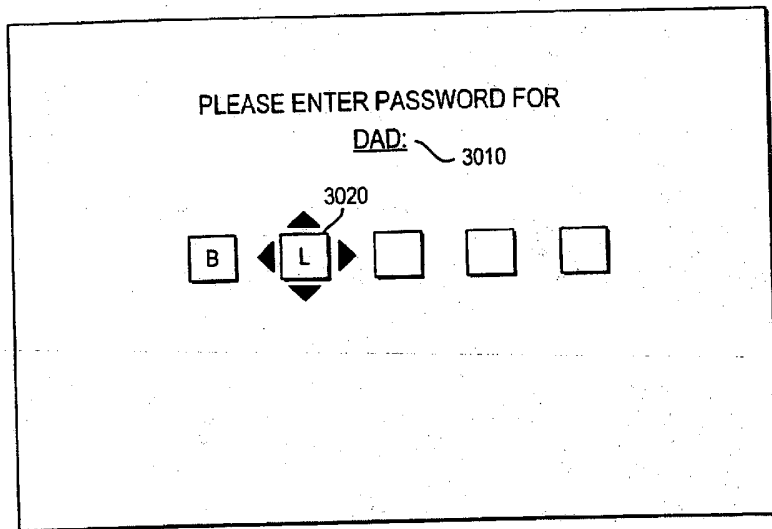 PLEASE ENTER PASSWORD FOR
DAD:
3010
3020
B L